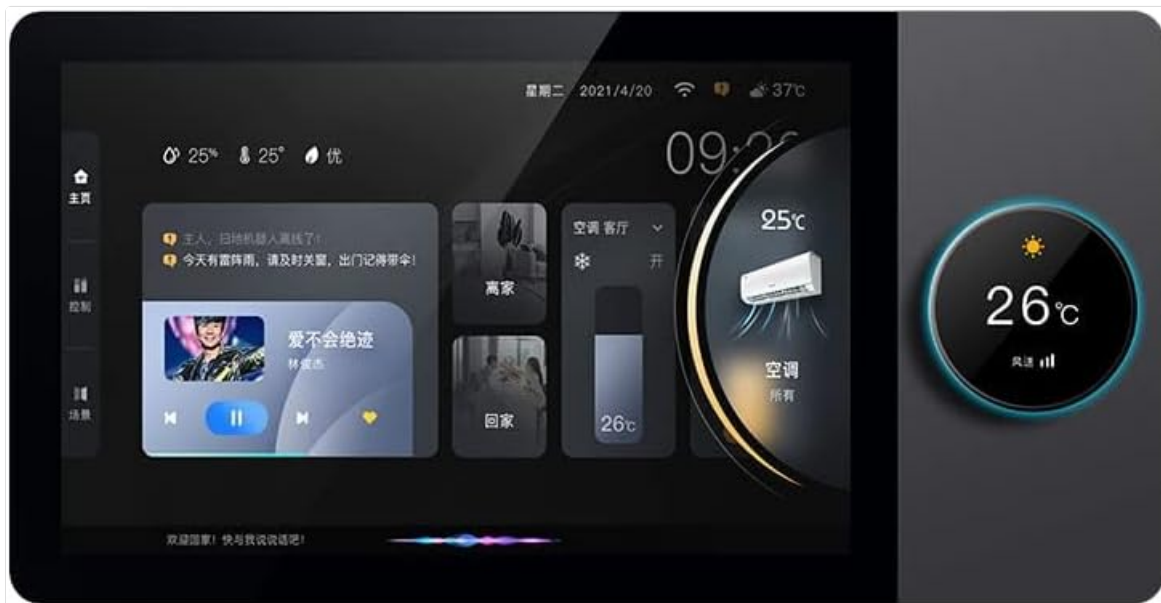 星期二 2021/4/20 37℃
25% 25° 优
09:2
主页
控制
场景
主人，扫地机器人离线了！
今天有雷阵雨，请及时关窗，出门记得带伞！
爱不会绝迹
林俊杰
离家
回家
空调 客厅
开
26℃
25℃
空调
所有
26℃
风速
欢迎回家！快与我说说话吧！